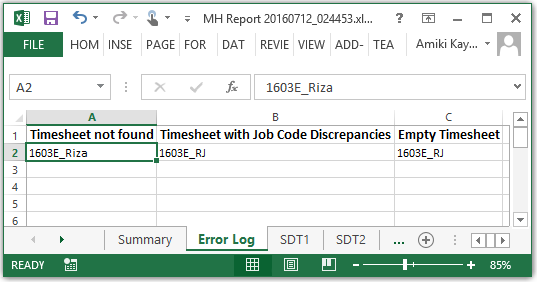 MH Report 20160712_024453.xl...
FILE HOM INSE PAGE FOR DAT REVIE VIEW ADD- TEA Amiki Kay...
A2 fx 1603E_Riza
A B C
1 Timesheet not found Timesheet with Job Code Discrepancies Empty Timesheet
2 1603E_Riza 1603E_RJ 1603E_RJ
3
4
5
6
Summary Error Log SDT1 SDT2 ...
READY 85%